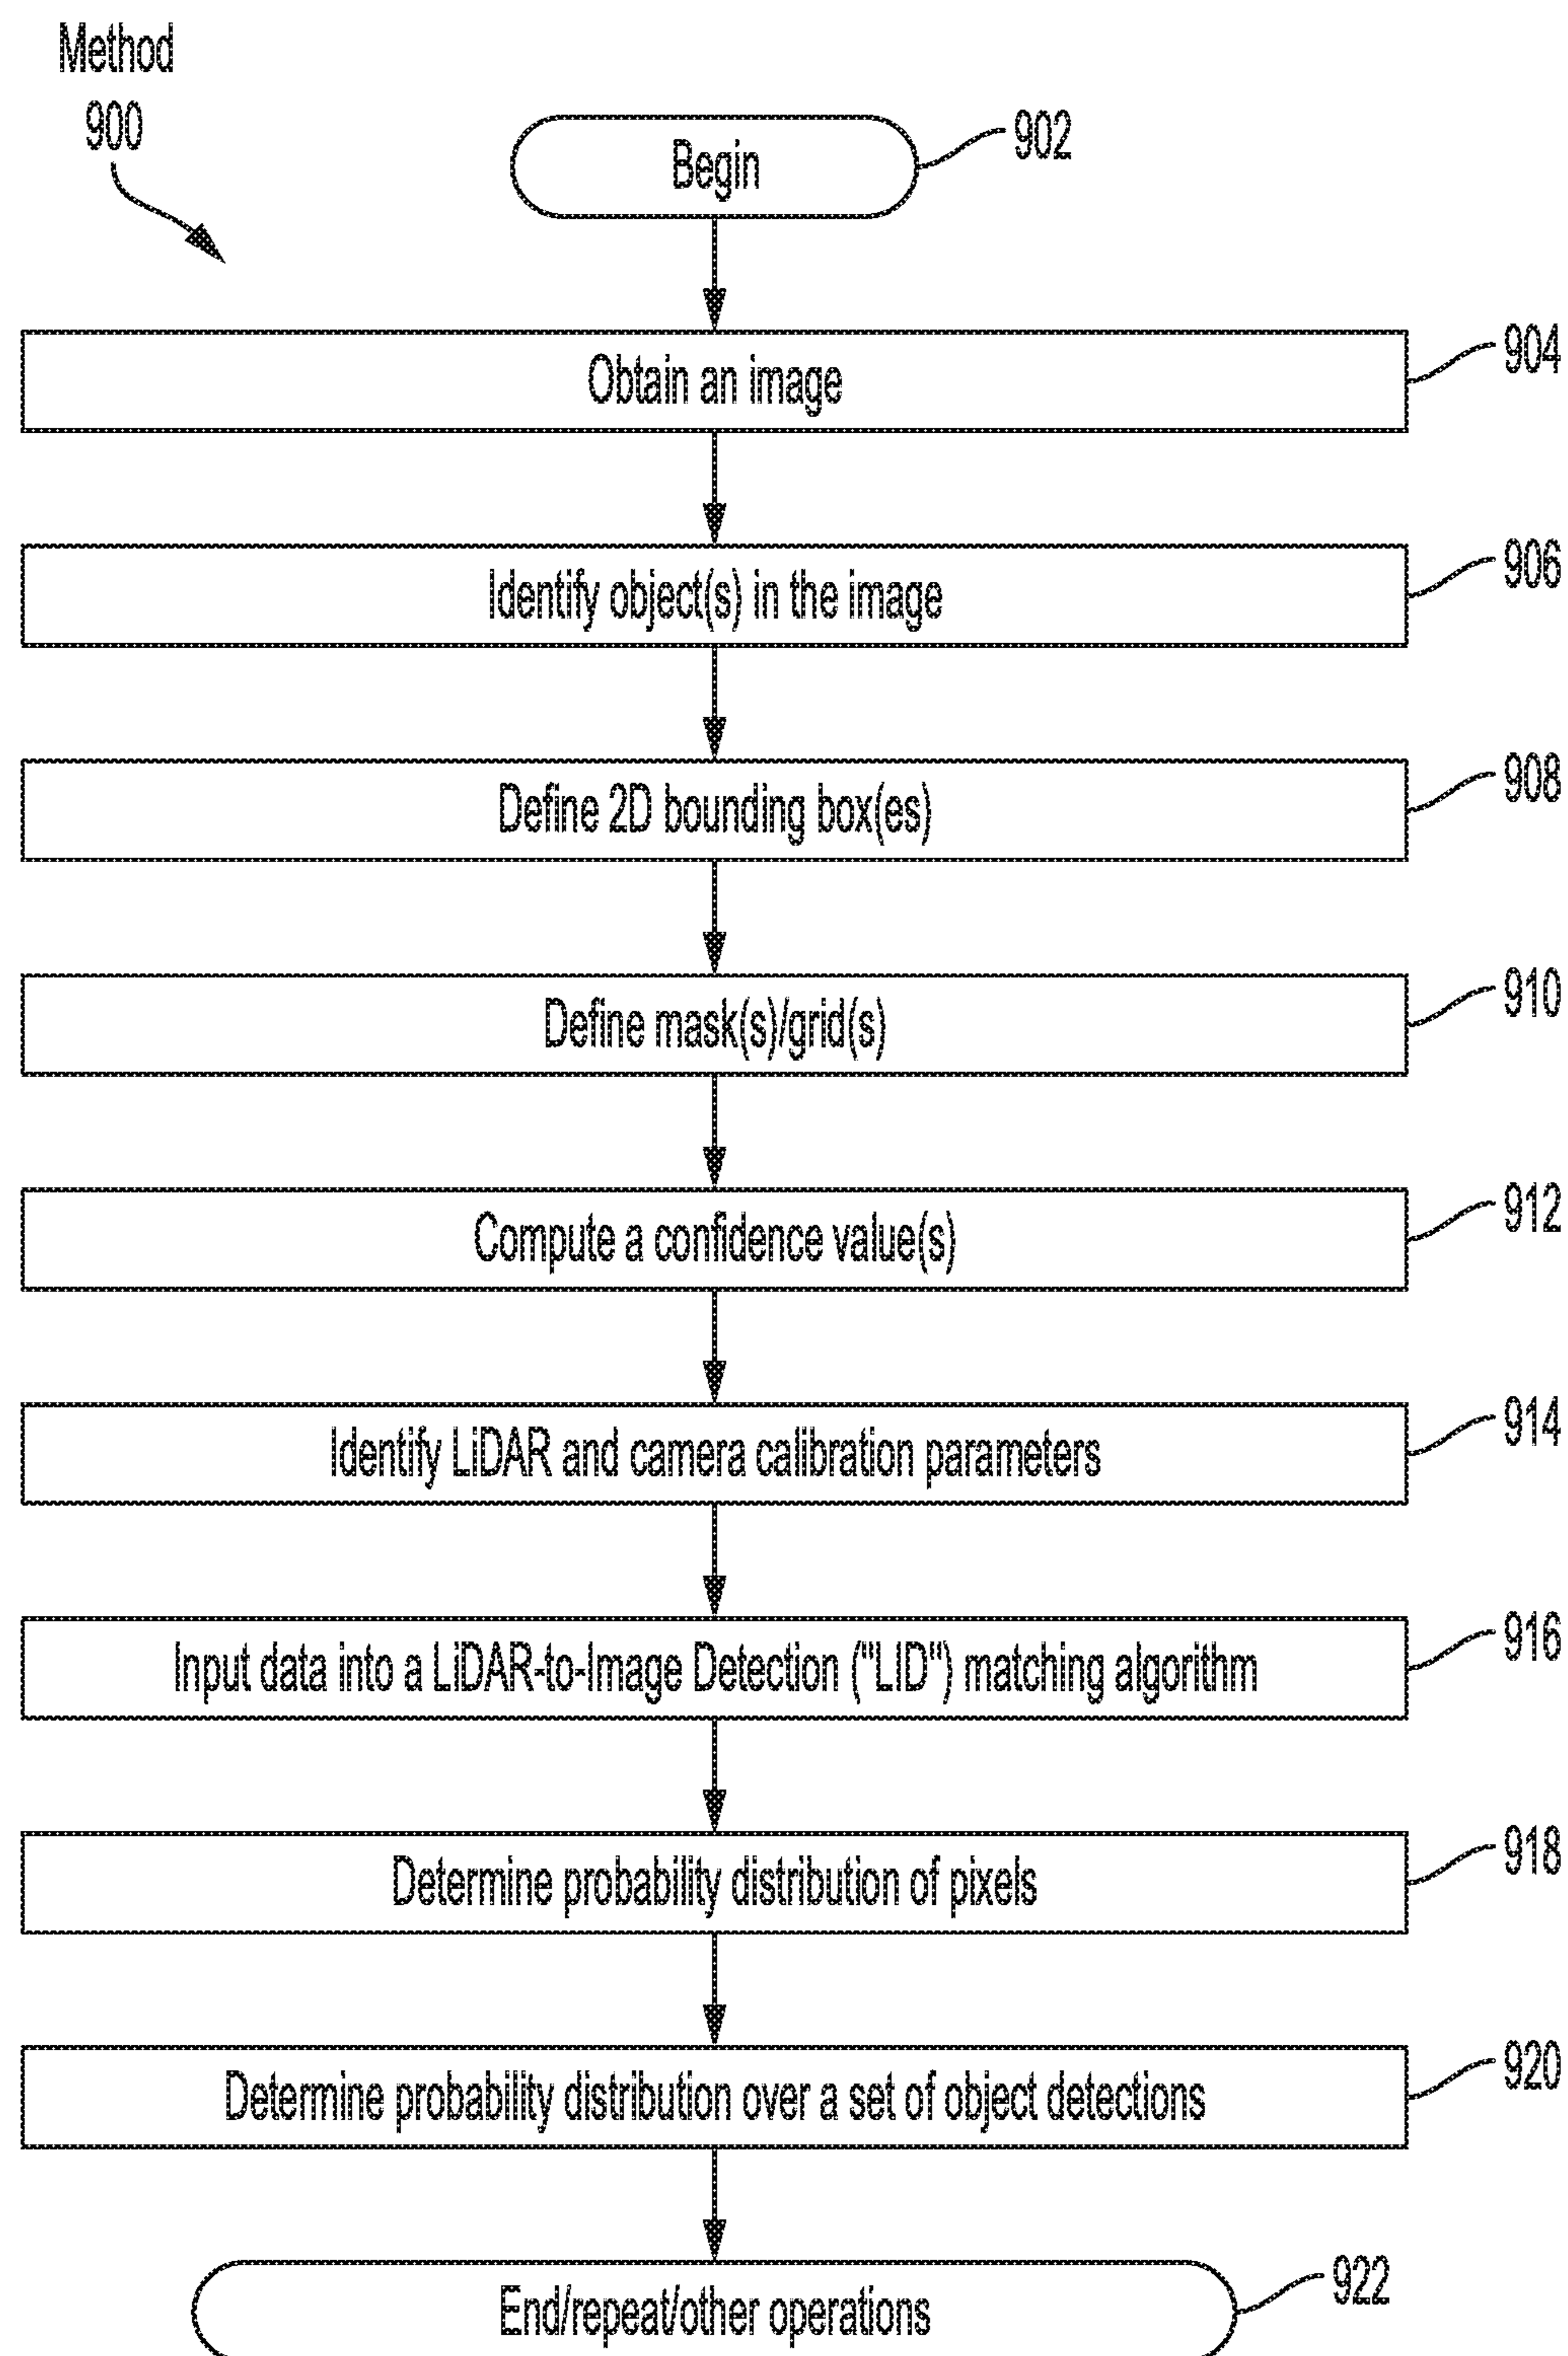 Method
900
Begin
902
Obtain an image
904
Identify object(s) in the image
906
Define 2D bounding box(es)
908
Define mask(s)/grid(s)
910
Compute a confidence value(s)
912
Identify LiDAR and camera calibration parameters
914
Input data into a LiDAR-to-Image Detection ("LID") matching algorithm
916
Determine probability distribution of pixels
918
Determine probability distribution over a set of object detections
920
End/repeat/other operations
922